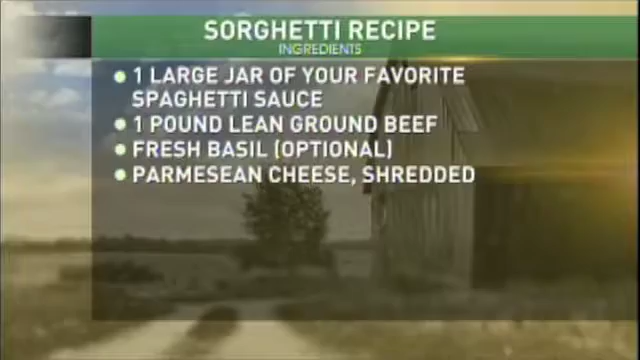 SORGHETTI RECIPE
INGREDIENTS
• 1 LARGE JAR OF YOUR FAVORITE
SPAGHETTI SAUCE
• 1 POUND LEAN GROUND BEEF
• FRESH BASIL (OPTIONAL)
• PARMESEAN CHEESE, SHREDDED